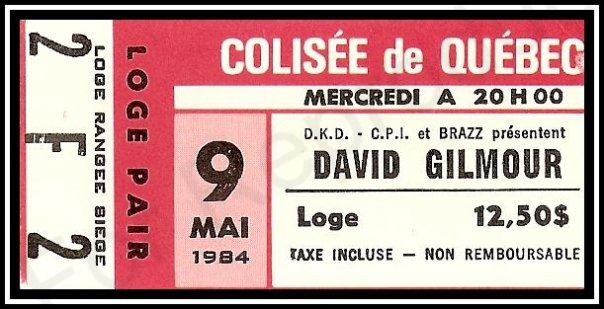 2 F 2
LOGE RANGEE SIEGE
LOGE PAIR
COLISÉE de QUÉBEC
MERCREDI A 20H00
9
MAI
1984
D.K.D. - C.P.I. et BRAZZ présentent
DAVID GILMOUR
Loge 12,50$
TAXE INCLUSE - NON REMBOURSABLE